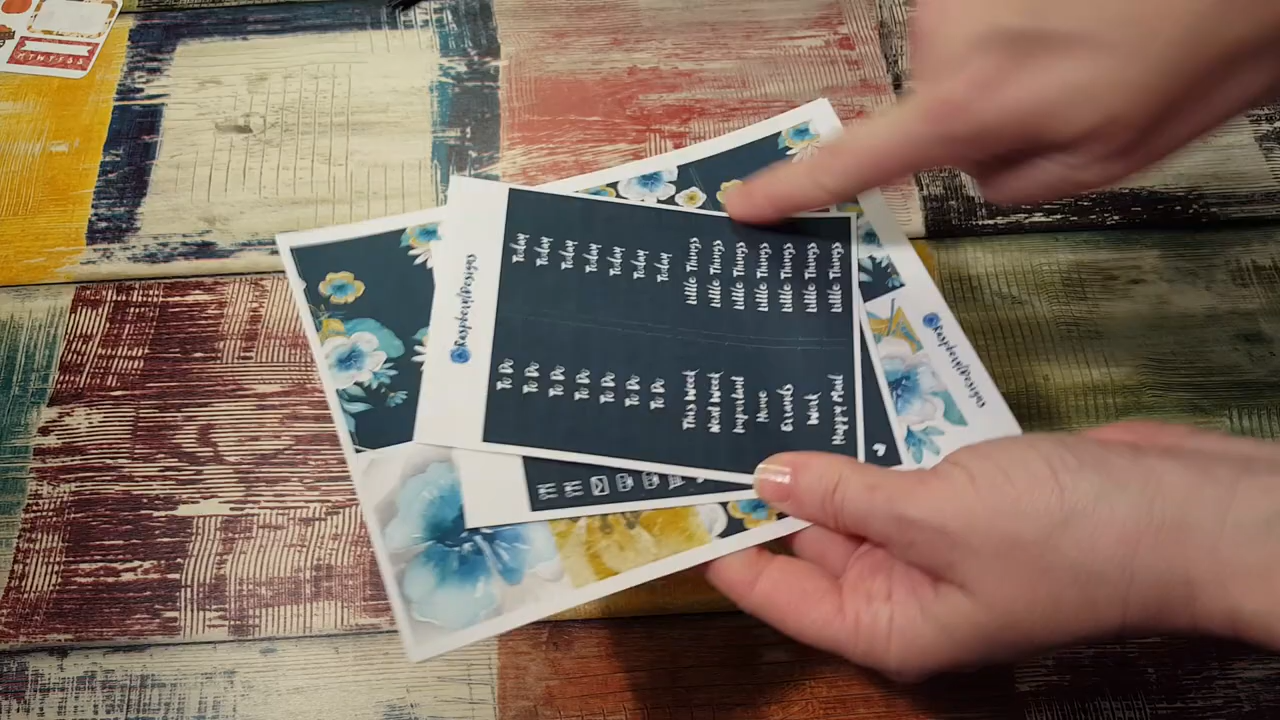 @RaspberylDesigns
Today
Today
Today
Today
Today
Today
Today
Little Things
Little Things
Little Things
Little Things
Little Things
Little Things
Little Things
To Do
To Do
To Do
To Do
To Do
To Do
To Do
This Week
Next Week
Important
Home
Errands
Work
Happy Mail
@RaspberylDesigns
M T W T F S S